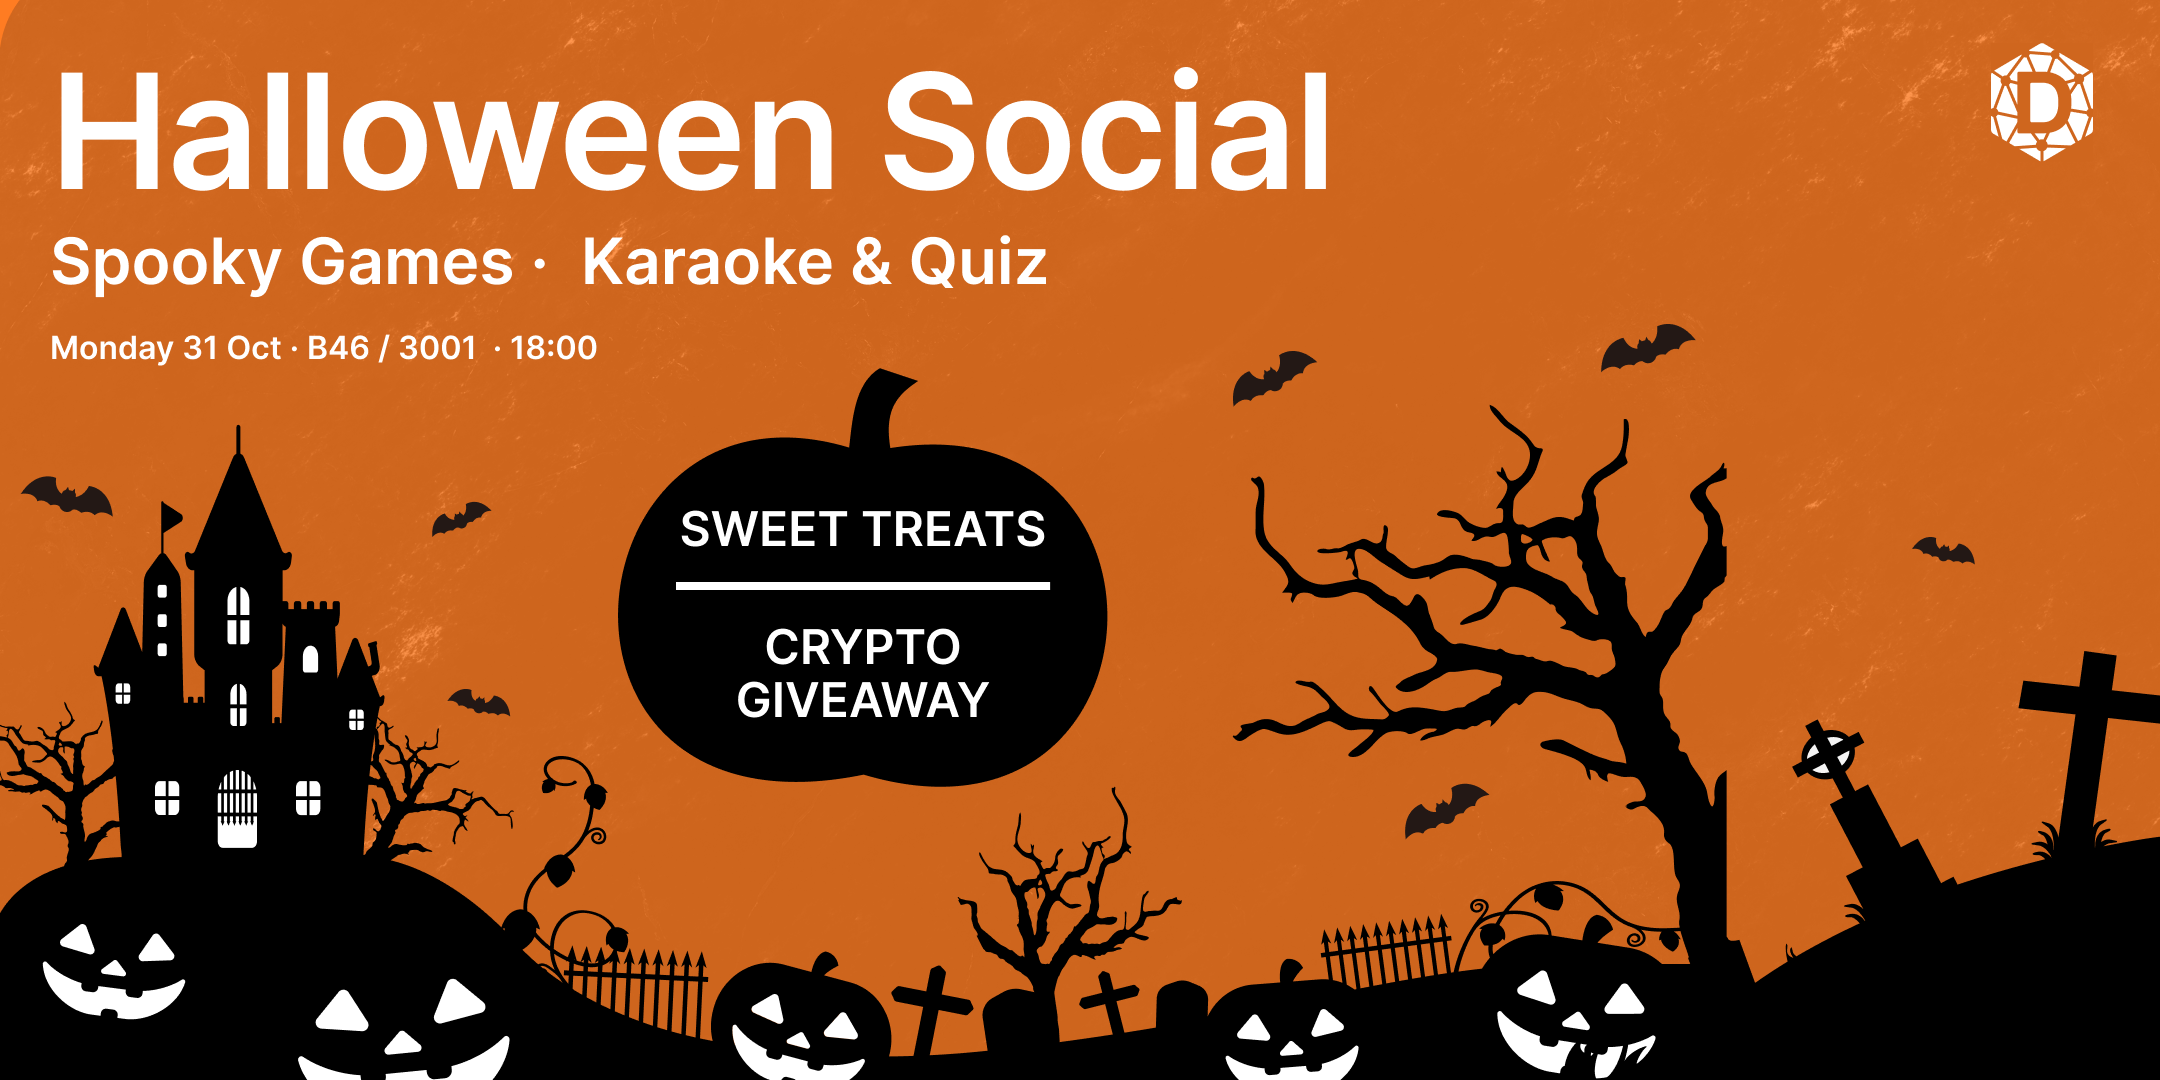 Halloween Social
D
Spooky Games · Karaoke & Quiz
Monday 31 Oct · B46 / 3001 · 18:00
SWEET TREATS
CRYPTO
GIVEAWAY